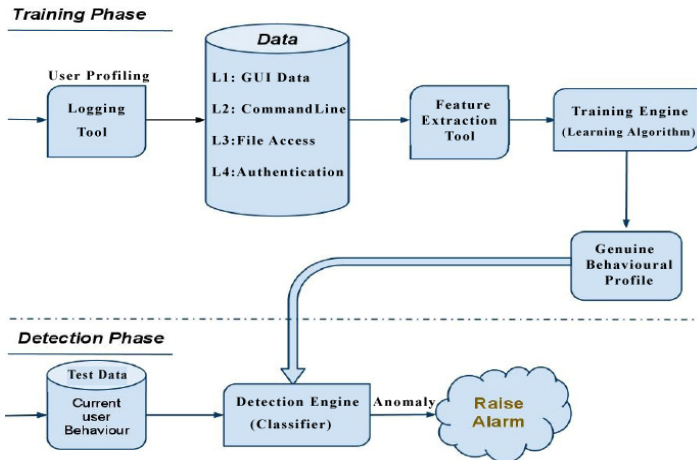 Training Phase
User Profiling
Logging
Tool
Data
L1: GUI Data
L2: CommandLine
L3:File Access
L4:Authentication
Feature
Extraction
Tool
Training Engine
(Learning Algorithm)
Genuine
Behavioural
Profile
Detection Phase
Test Data
Current
user
Behaviour
Detection Engine
(Classifier)
Anomaly
Raise
Alarm